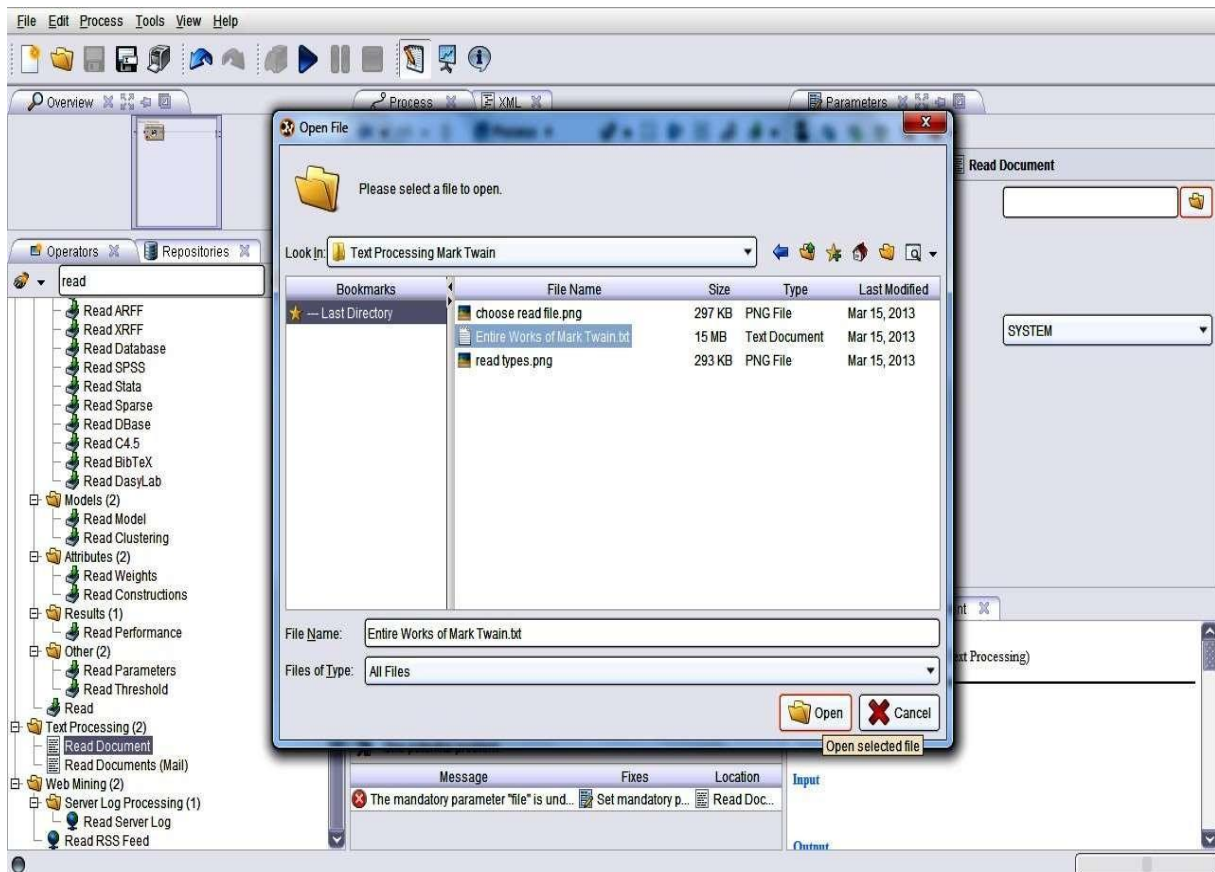 File Edit Process Tools View Help
Overview
Process
XML
Parameters
Read Document
Operators
Repositories
read
Read ARFF
Read XRFF
Read Database
Read SPSS
Read Stata
Read Sparse
Read DBase
Read C4.5
Read BibTeX
Read DasyLab
Models (2)
Read Model
Read Clustering
Attributes (2)
Read Weights
Read Constructions
Results (1)
Read Performance
Other (2)
Read Parameters
Read Threshold
Read
Text Processing (2)
Read Document
Read Documents (Mail)
Web Mining (2)
Server Log Processing (1)
Read Server Log
Read RSS Feed
Open File
Please select a file to open.
Look In: Text Processing Mark Twain
Bookmarks
--- Last Directory
File Name Size Type Last Modified
choose read file.png 297 KB PNG File Mar 15, 2013
Entire Works of Mark Twain.txt 15 MB Text Document Mar 15, 2013
read types.png 293 KB PNG File Mar 15, 2013
File Name: Entire Works of Mark Twain.txt
Files of Type: All Files
Open Cancel
Open selected file
Message Fixes Location
The mandatory parameter "file" is und... Set mandatory p... Read Doc...
SYSTEM
nt
ext Processing)
Input
Output